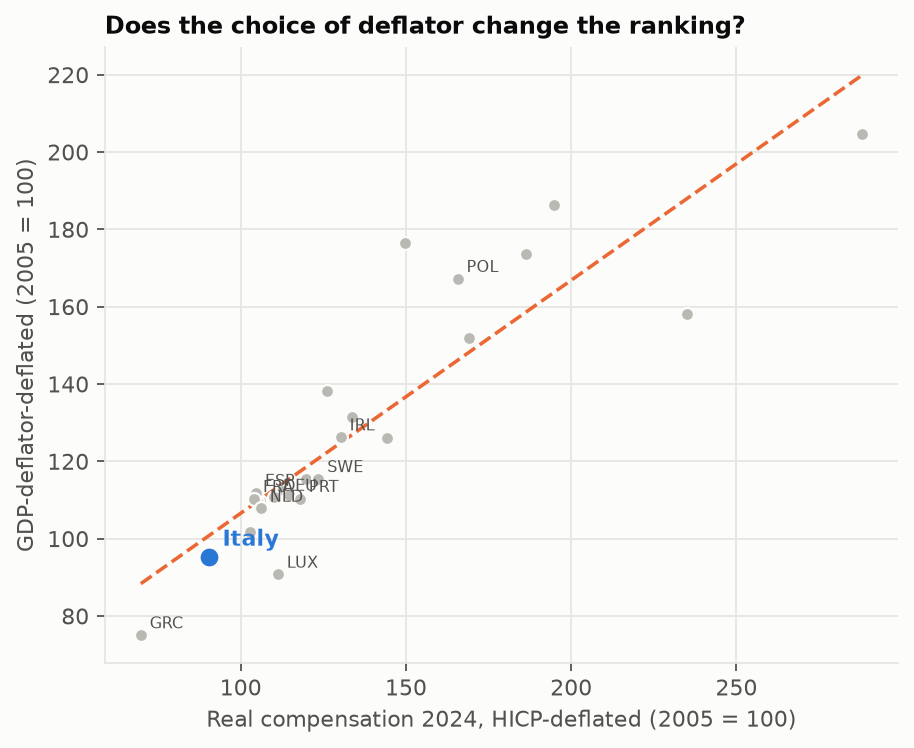 Does the choice of deflator change the ranking?
GDP-deflator-deflated (2005 = 100)
220
200
180
160
140
120
100
80
POL
IRL
SWE
ESP
FRA
DEU
PRT
NLD
Italy
LUX
GRC
100
150
200
250
Real compensation 2024, HICP-deflated (2005 = 100)